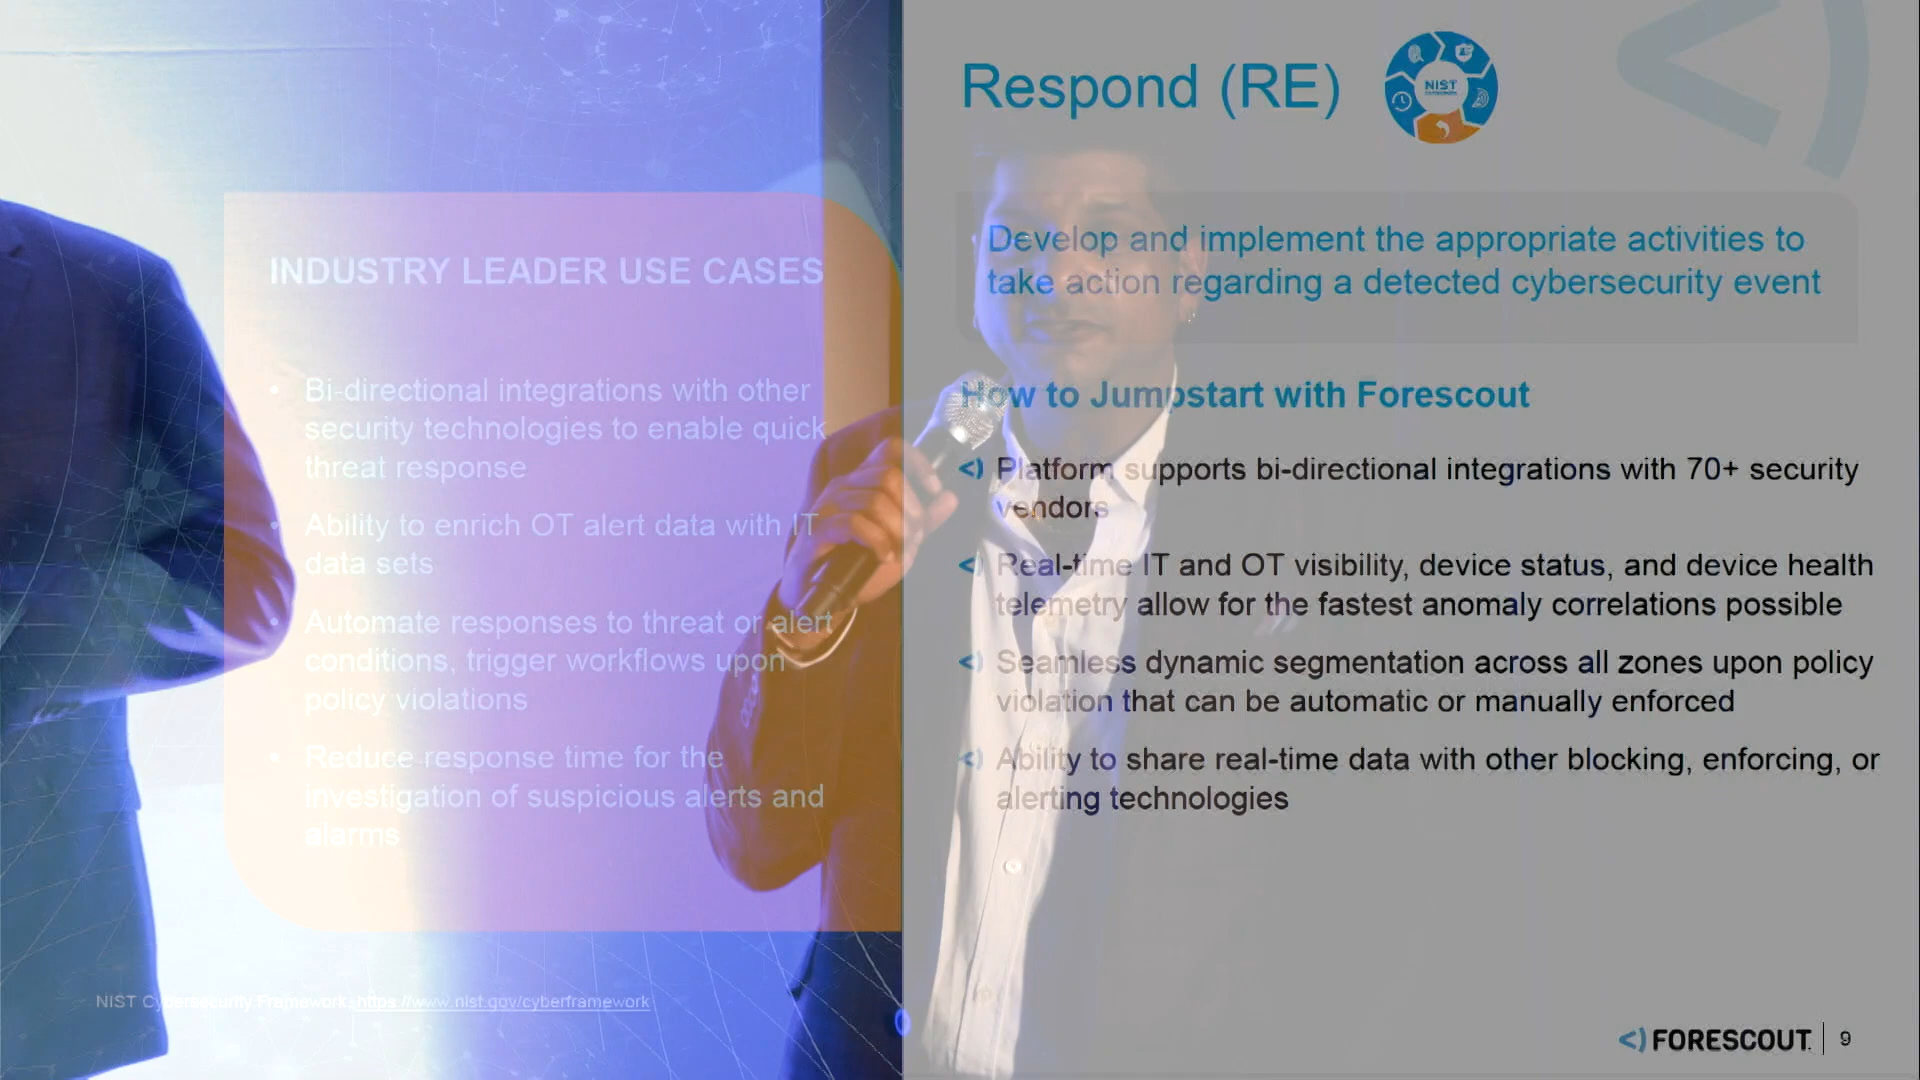 Respond (RE)
NIST
Develop and implement the appropriate activities to
take action regarding a detected cybersecurity event
INDUSTRY LEADER USE CASES
• Bi-directional integrations with other
security technologies to enable quick
threat response
• Ability to enrich OT alert data with IT
data sets
• Automate responses to threat or alert
conditions, trigger workflows upon
policy violations
• Reduce response time for the
investigation of suspicious alerts and
alarms
How to Jumpstart with Forescout
Platform supports bi-directional integrations with 70+ security
vendors
Real-time IT and OT visibility, device status, and device health
telemetry allow for the fastest anomaly correlations possible
Seamless dynamic segmentation across all zones upon policy
violation that can be automatic or manually enforced
Ability to share real-time data with other blocking, enforcing, or
alerting technologies
NIST Cybersecurity Framework: https://www.nist.gov/cyberframework
FORESCOUT. 9